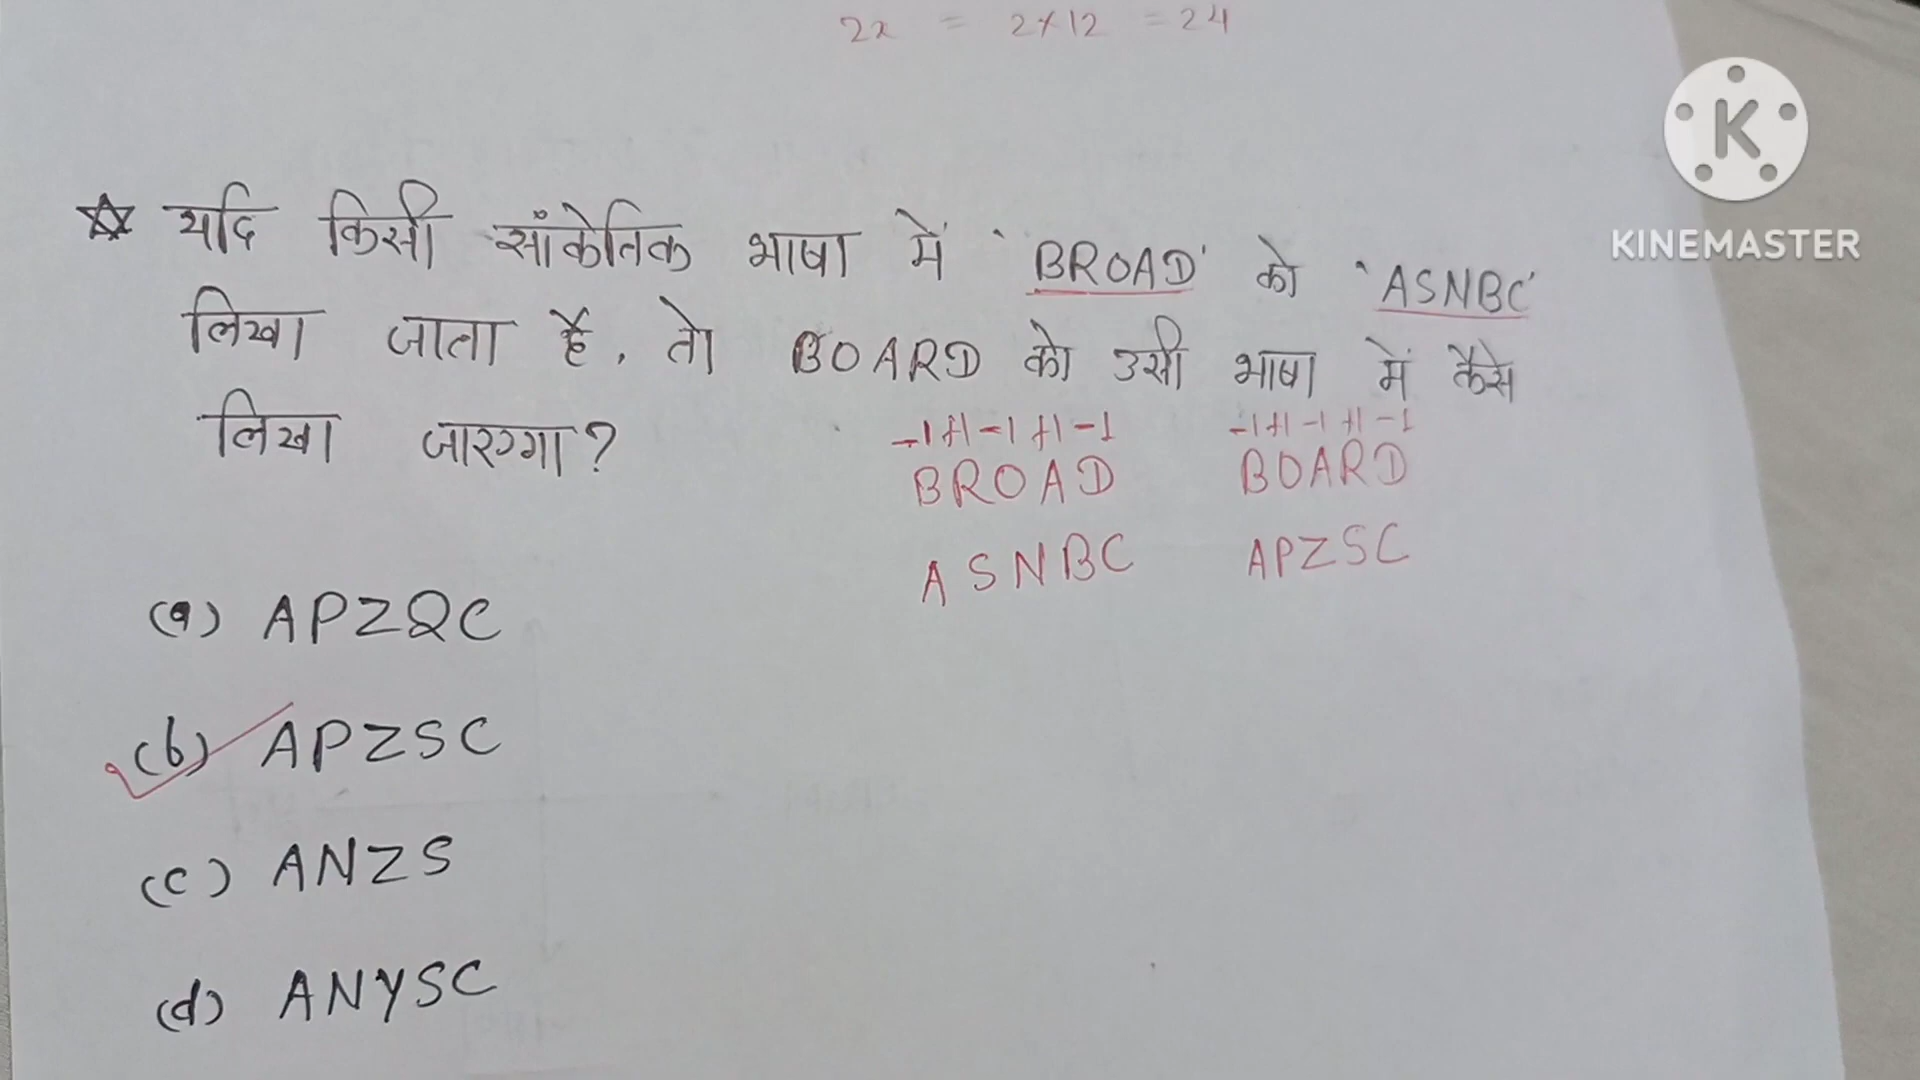 2x = 2×12 = 24
K
KINEMASTER
☆ यदि किसी सांकेतिक भाषा में 'BROAD' को 'ASNBC'
लिखा जाता है, तो BOARD को उसी भाषा में कैसे
लिखा जाएगा?
-1+1-1+1-1 -1+1-1+1-1
BROAD BOARD
ASNBC APZSC
(a) APZQC
(b) APZSC
(c) ANZS
(d) ANYSC